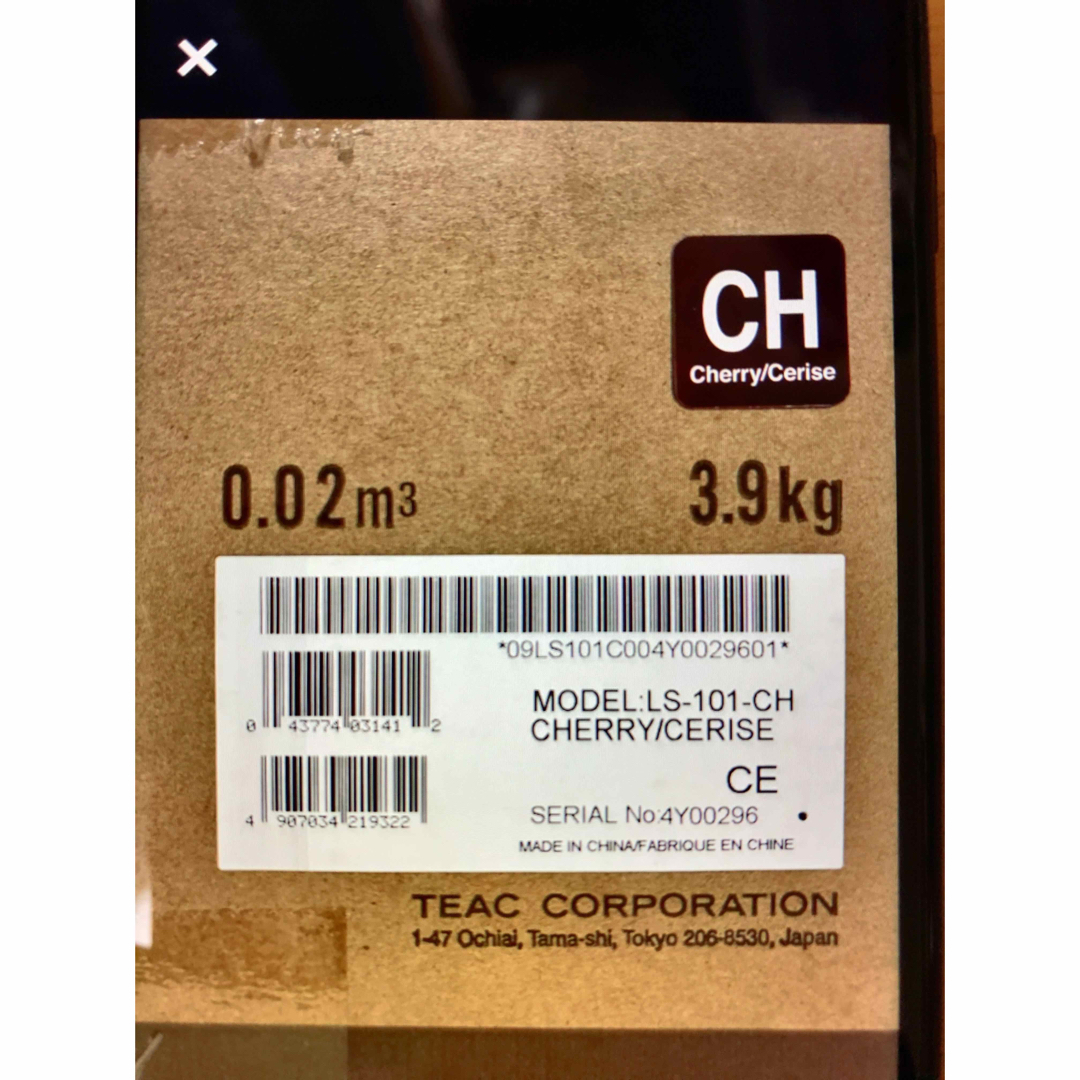 CH
Cherry/Cerise
0.02m³ 3.9kg
*09LS101C004Y0029601*
0 43774 03141 2
MODEL:LS-101-CH
CHERRY/CERISE
CE
4 907034 219322
SERIAL No:4Y00296
MADE IN CHINA/FABRIQUE EN CHINE
TEAC CORPORATION
1-47 Ochiai, Tama-shi, Tokyo 206-8530, Japan